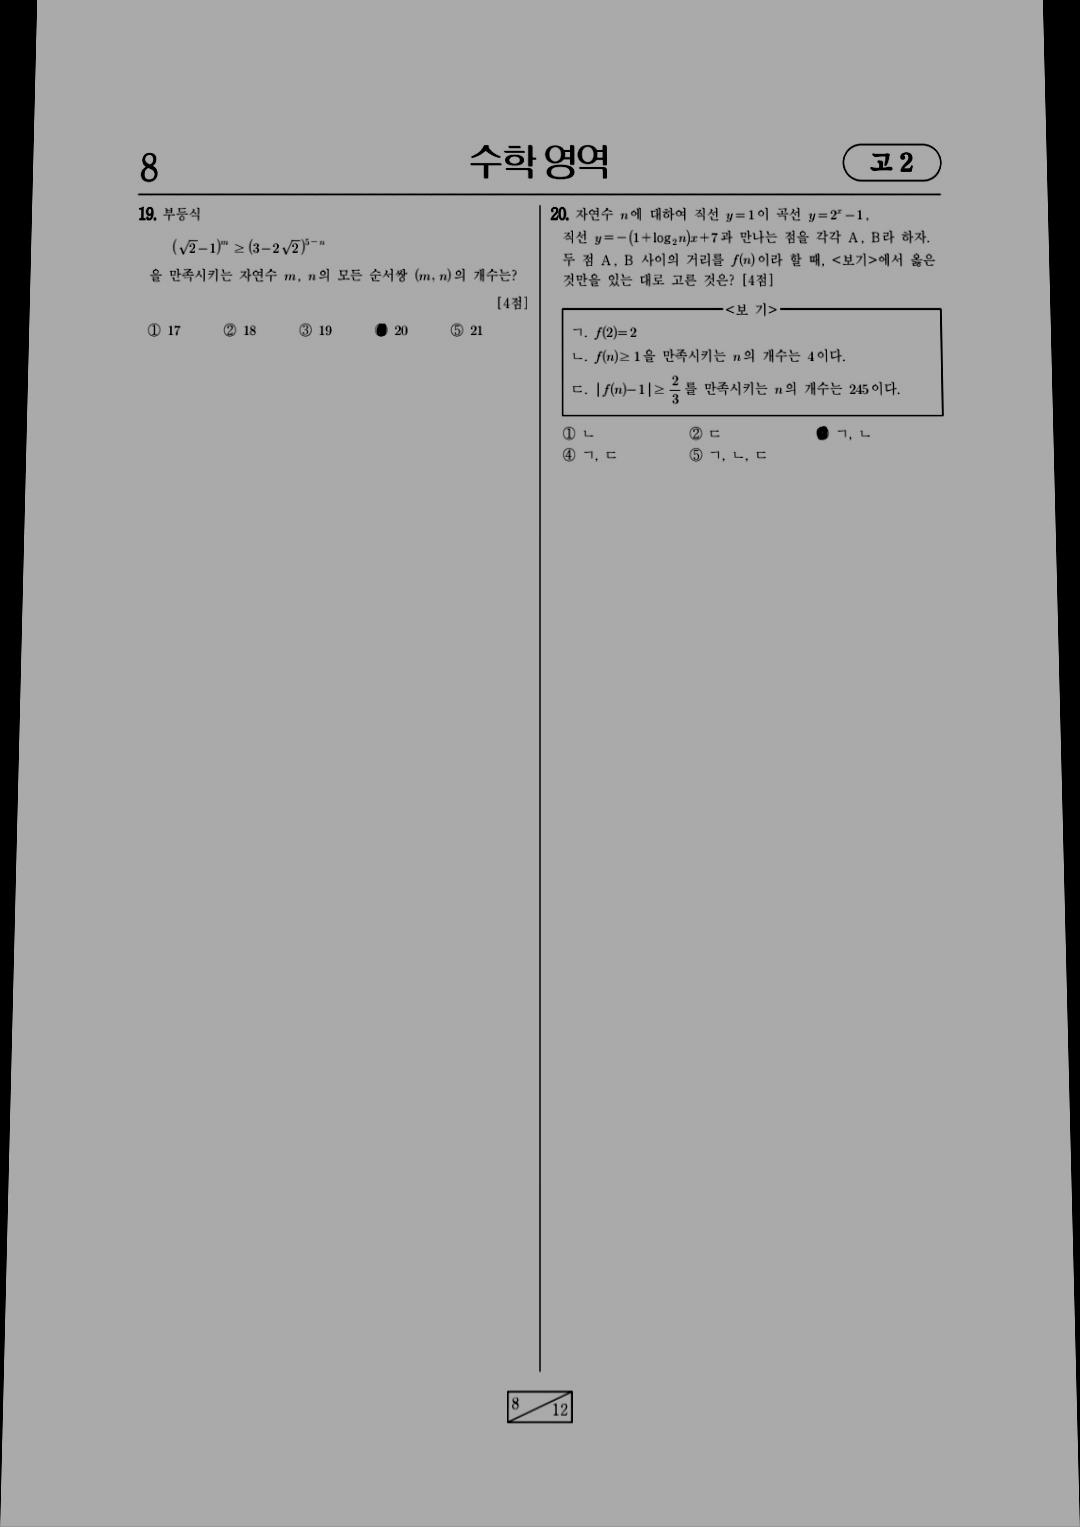 8
수학 영역
고 2
19. 부등식
(√2−1)^m ≥ (3−2√2)^(5−n)
을 만족시키는 자연수 m, n의 모든 순서쌍 (m, n)의 개수는?
[4점]
① 17 ② 18 ③ 19 ● 20 ⑤ 21
20. 자연수 n에 대하여 직선 y=1이 곡선 y=2^x−1,
직선 y=−(1+log₂n)x+7과 만나는 점을 각각 A, B라 하자.
두 점 A, B 사이의 거리를 f(n)이라 할 때, <보기>에서 옳은
것만을 있는 대로 고른 것은? [4점]
<보 기>
ㄱ. f(2)=2
ㄴ. f(n)≥1을 만족시키는 n의 개수는 4이다.
ㄷ. |f(n)−1|≥2/3를 만족시키는 n의 개수는 245이다.
① ㄴ ② ㄷ ● ㄱ, ㄴ
④ ㄱ, ㄷ ⑤ ㄱ, ㄴ, ㄷ
8
12